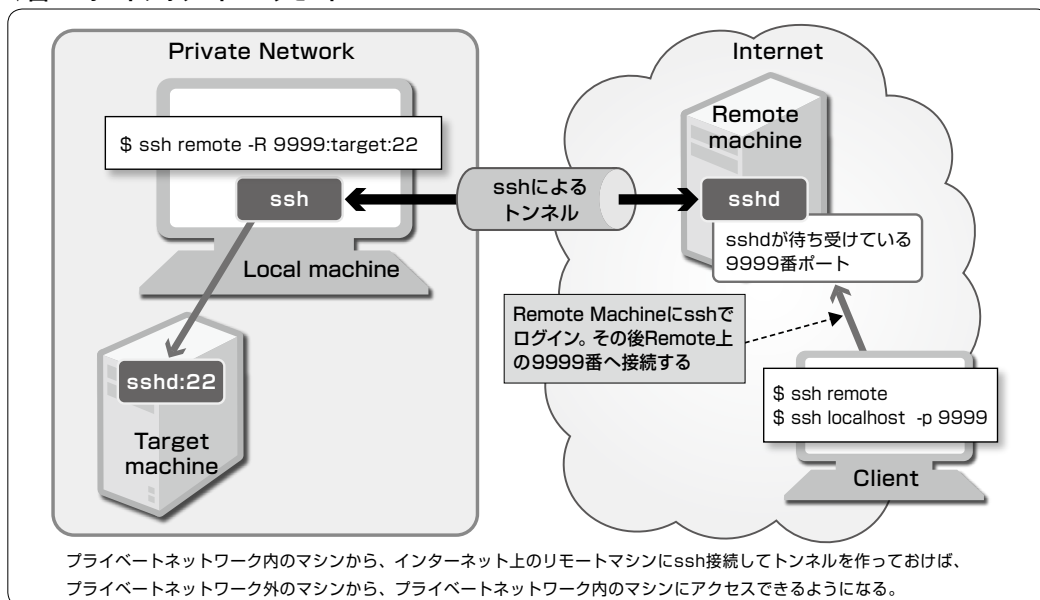 Private Network
Internet
$ ssh remote -R 9999:target:22
ssh
Local machine
sshによる
トンネル
Remote
machine
sshd
sshdが待ち受けている
9999番ポート
Remote Machineにsshで
ログイン。その後Remote上
の9999番へ接続する
sshd:22
Target
machine
$ ssh remote
$ ssh localhost -p 9999
Client
プライベートネットワーク内のマシンから、インターネット上のリモートマシンにssh接続してトンネルを作っておけば、
プライベートネットワーク外のマシンから、プライベートネットワーク内のマシンにアクセスできるようになる。